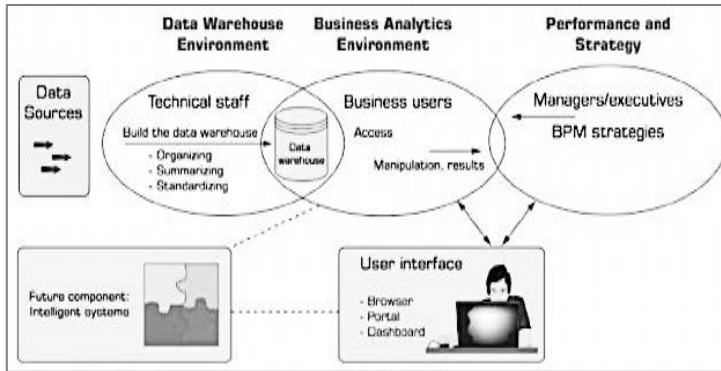 Data Warehouse
Environment
Business Analytics
Environment
Performance and
Strategy
Data
Sources
Technical staff
Build the data warehouse
- Organizing
- Summarizing
- Standardizing
Data
warehouse
Business users
Access
Manipulation, results
Managers/executives
BPM strategies
Future component:
Intelligent systems
User interface
- Browser
- Portal
- Dashboard